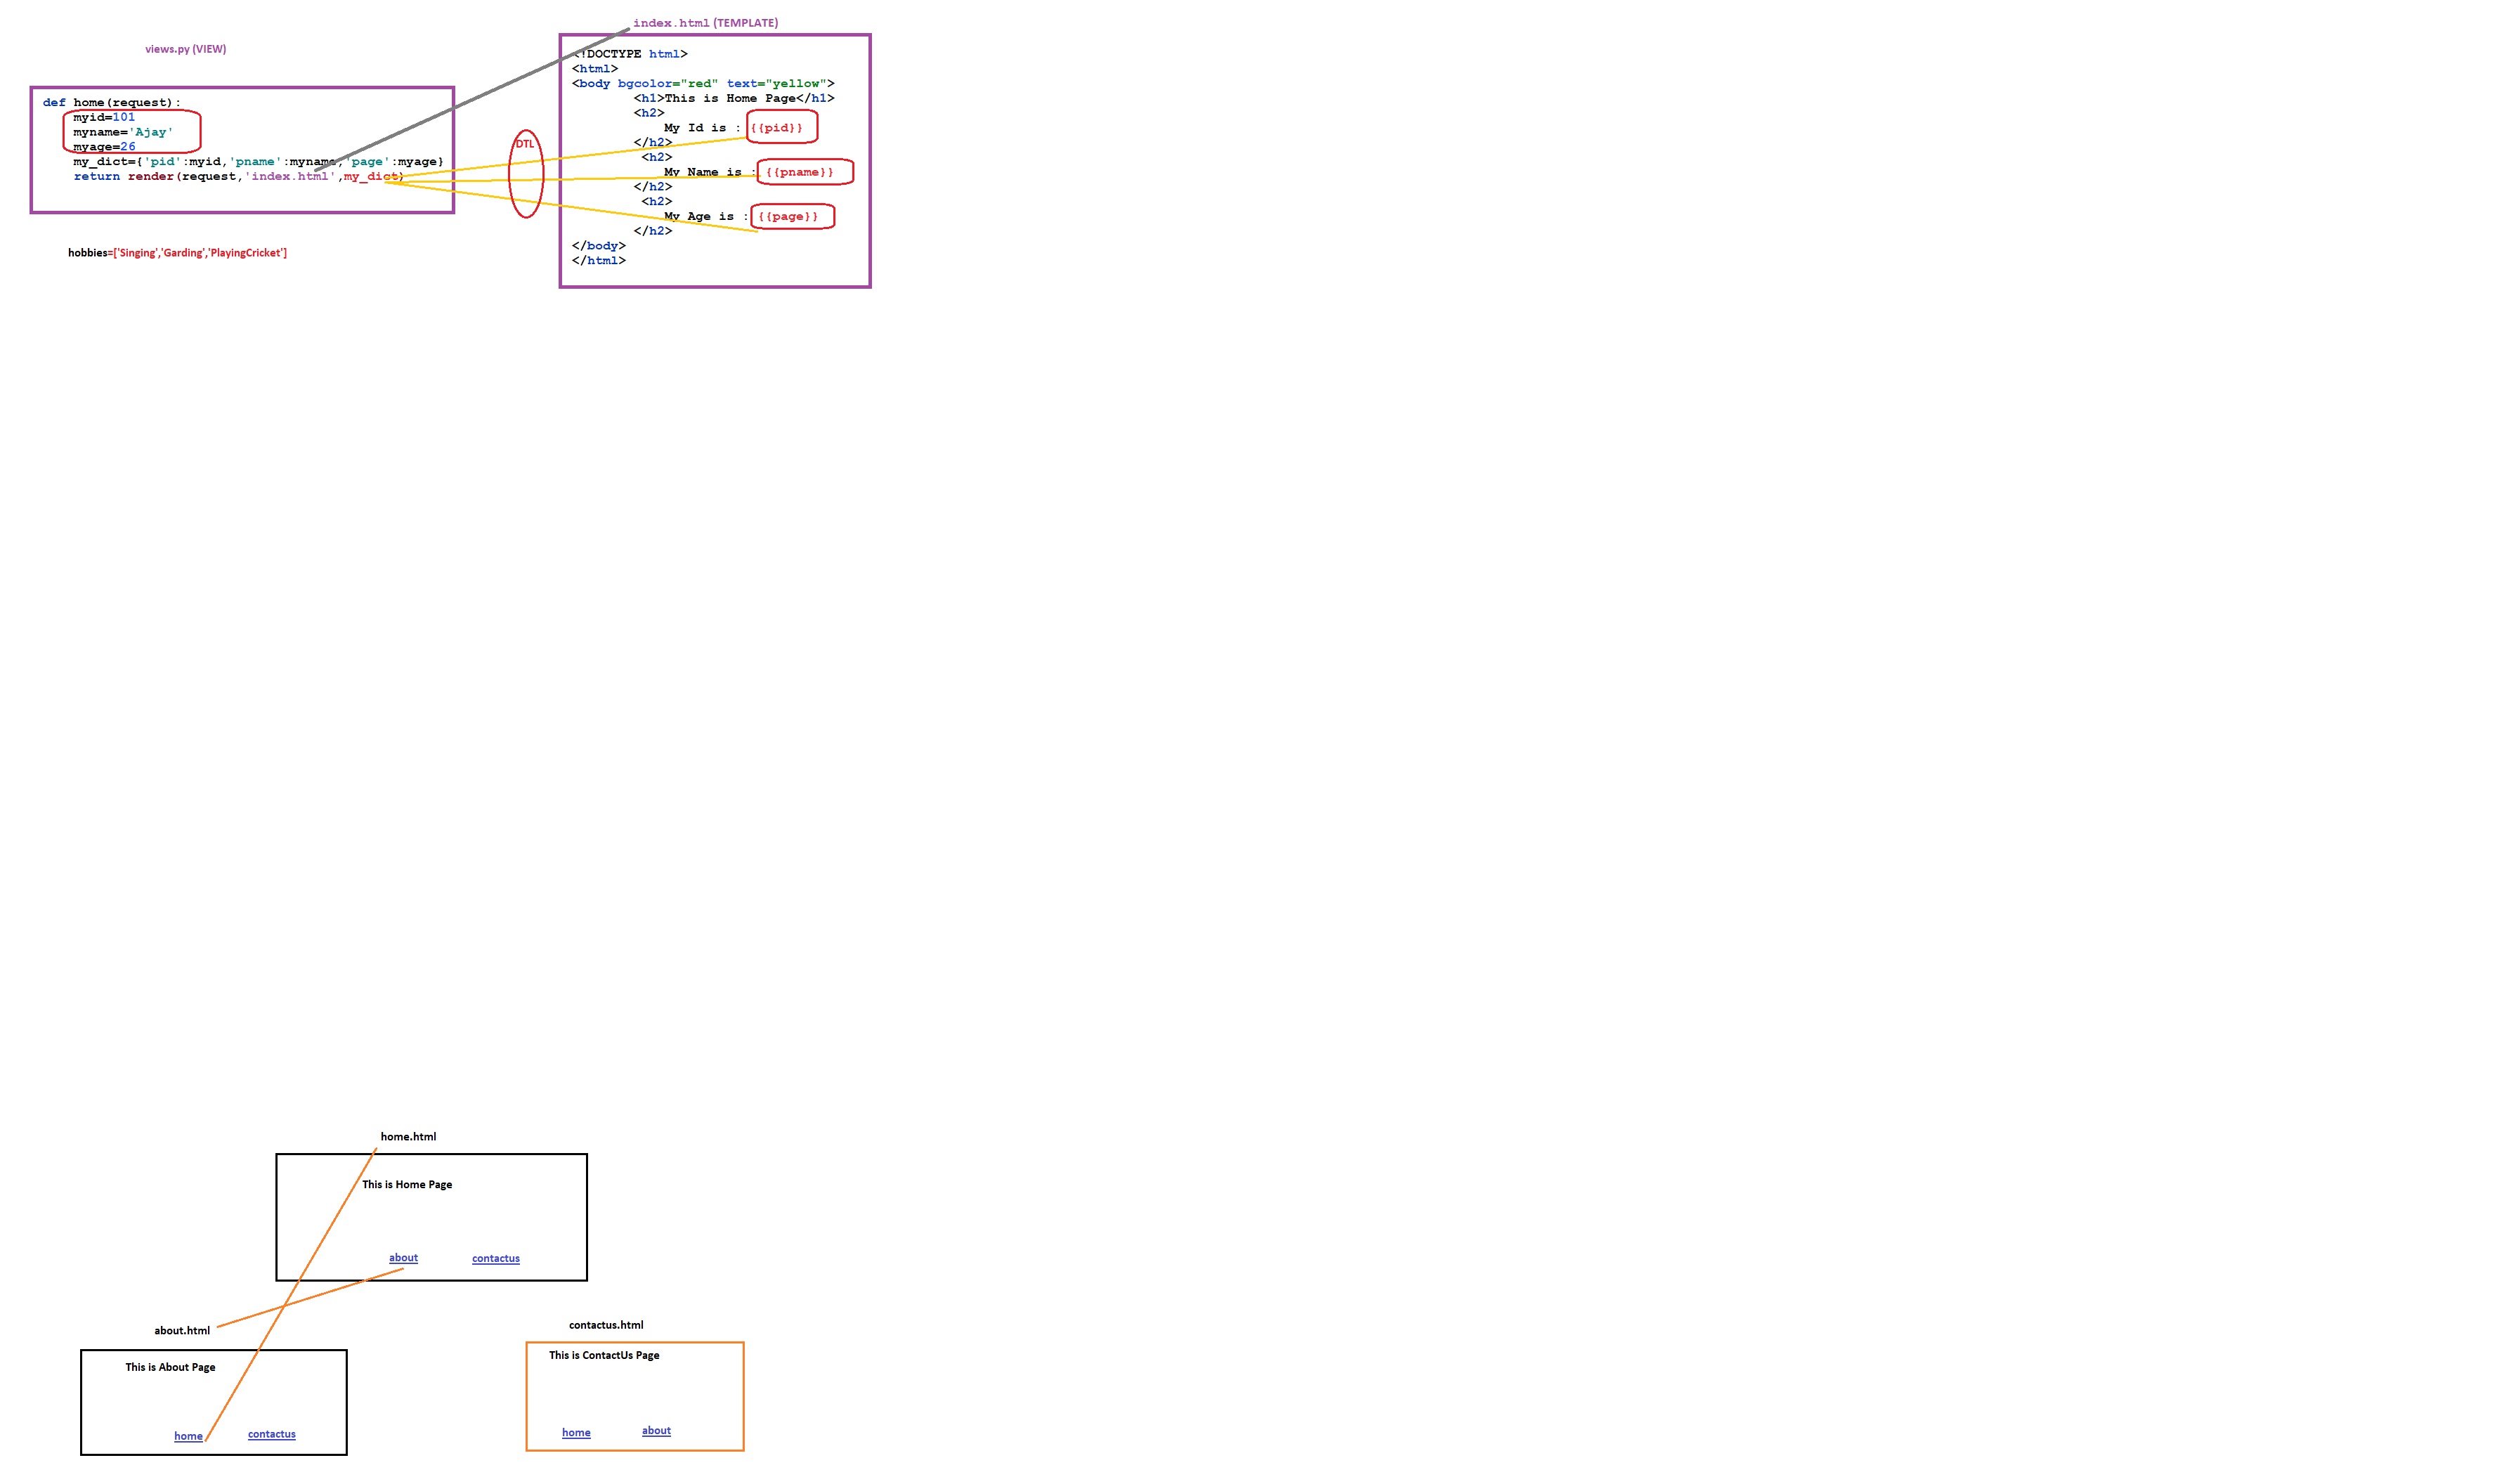 index.html (TEMPLATE)
views.py (VIEW)
def home(request):
myid=101
myname='Ajay'
myage=26
my_dict={'pid':myid,'pname':myname,'page':myage}
return render(request,'index.html',my_dict)
hobbies=['Singing','Garding','PlayingCricket']
DTL
<!DOCTYPE html>
<html>
<body bgcolor="red" text="yellow">
<h1>This is Home Page</h1>
<h2>
My Id is : {{pid}}
</h2>
<h2>
My Name is : {{pname}}
</h2>
<h2>
My Age is : {{page}}
</h2>
</body>
</html>
home.html
This is Home Page
about contactus
about.html
This is About Page
home contactus
contactus.html
This is ContactUs Page
home about